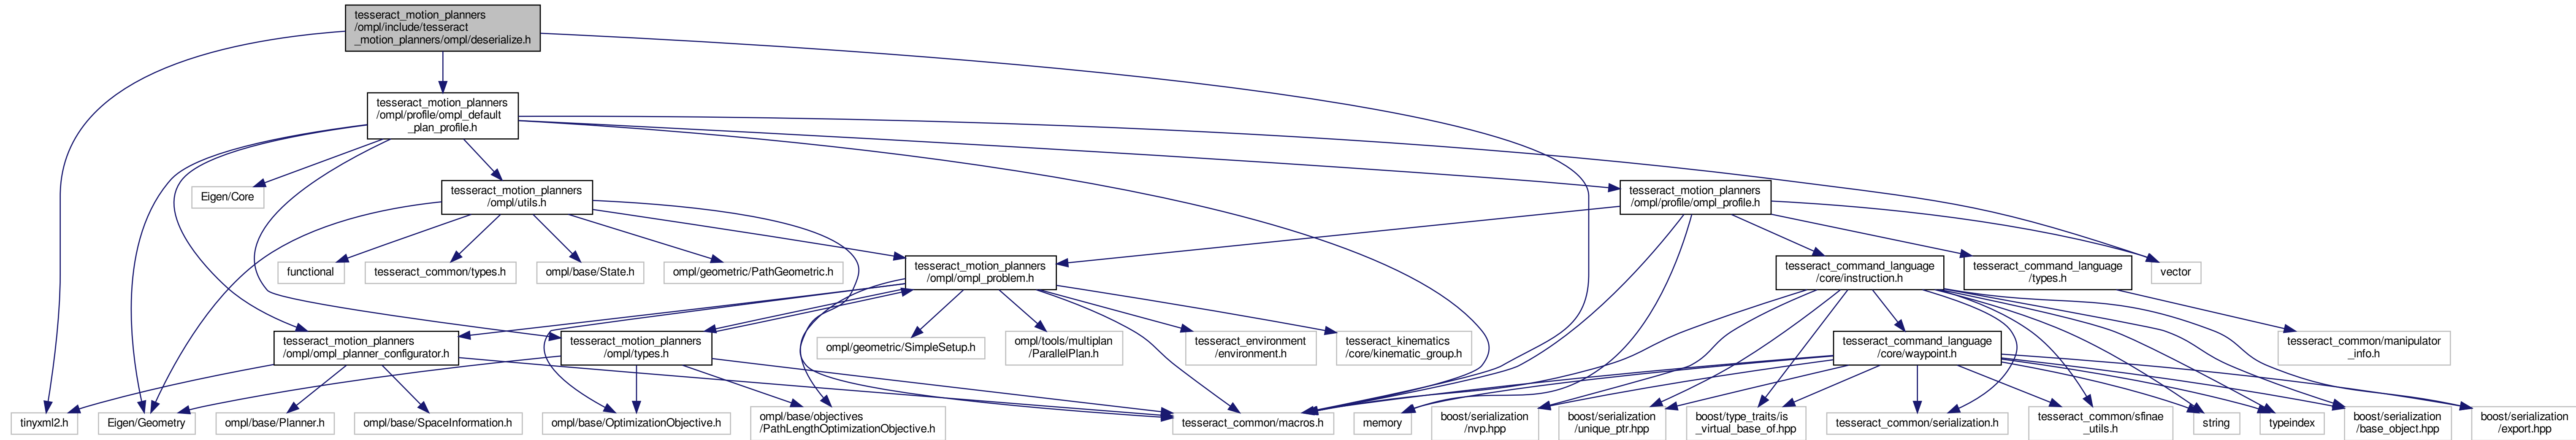 tesseract_motion_planners
/ompl/include/tesseract
_motion_planners/ompl/deserialize.h
tesseract_motion_planners
/ompl/profile/ompl_default
_plan_profile.h
Eigen/Core
tesseract_motion_planners
/ompl/utils.h
tesseract_motion_planners
/ompl/profile/ompl_profile.h
functional
tesseract_common/types.h
ompl/base/State.h
ompl/geometric/PathGeometric.h
tesseract_motion_planners
/ompl/ompl_problem.h
tesseract_command_language
/core/instruction.h
tesseract_command_language
/types.h
vector
tesseract_motion_planners
/ompl/ompl_planner_configurator.h
tesseract_motion_planners
/ompl/types.h
ompl/geometric/SimpleSetup.h
ompl/tools/multiplan
/ParallelPlan.h
tesseract_environment
/environment.h
tesseract_kinematics
/core/kinematic_group.h
tesseract_command_language
/core/waypoint.h
tesseract_common/manipulator
_info.h
tinyxml2.h
Eigen/Geometry
ompl/base/Planner.h
ompl/base/SpaceInformation.h
ompl/base/OptimizationObjective.h
ompl/base/objectives
/PathLengthOptimizationObjective.h
tesseract_common/macros.h
memory
boost/serialization
/nvp.hpp
boost/serialization
/unique_ptr.hpp
boost/type_traits/is
_virtual_base_of.hpp
tesseract_common/serialization.h
tesseract_common/sfinae
_utils.h
string
typeindex
boost/serialization
/base_object.hpp
boost/serialization
/export.hpp